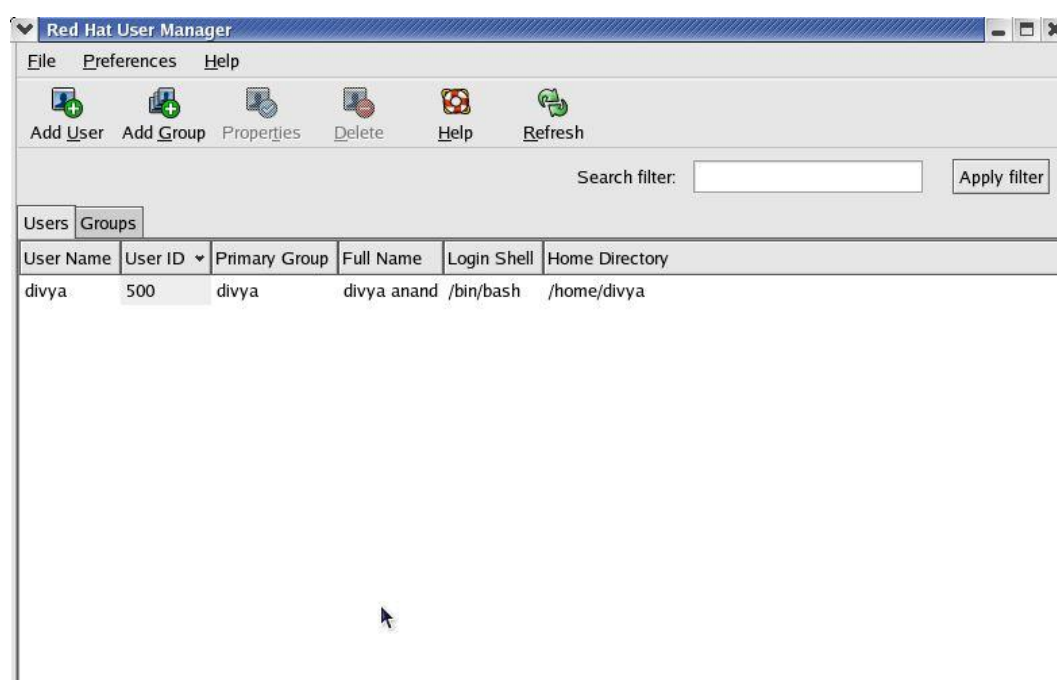 Red Hat User Manager
File Preferences Help
Add User Add Group Properties Delete Help Refresh
Search filter: Apply filter
Users Groups
User Name User ID Primary Group Full Name Login Shell Home Directory
divya 500 divya divya anand /bin/bash /home/divya